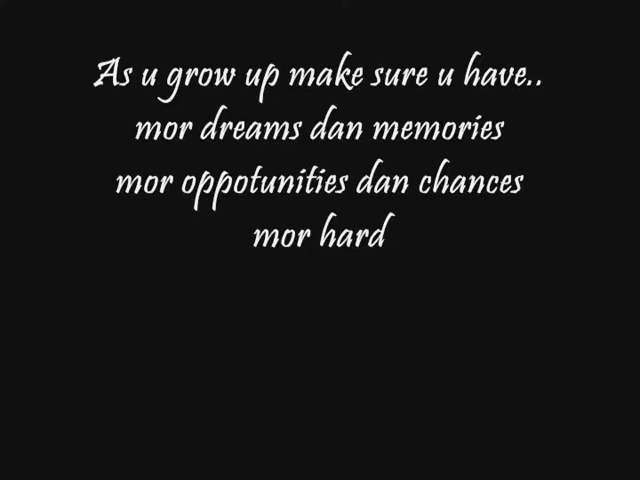 As u grow up make sure u have..
mor dreams dan memories
mor oppotunities dan chances
mor hard